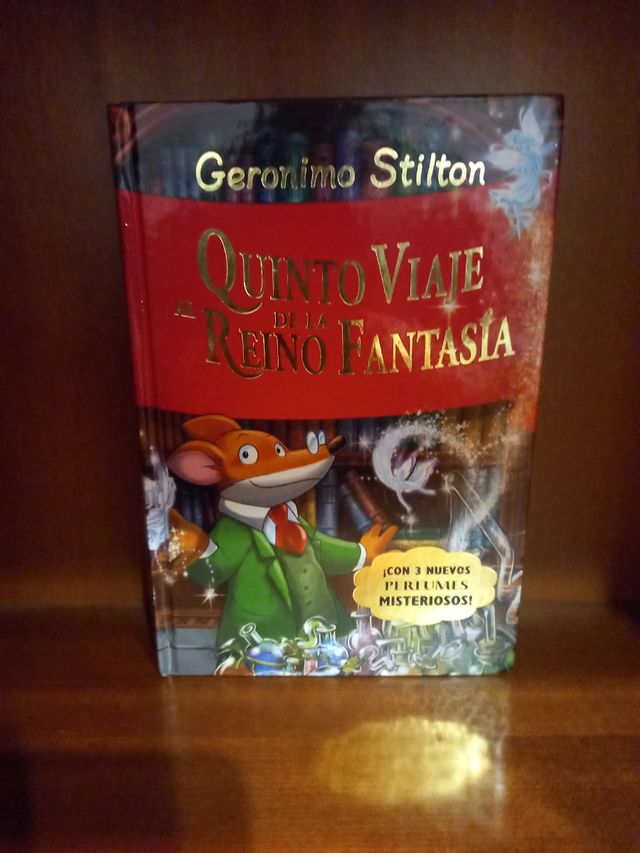 Geronimo Stilton
QUINTO VIAJE
AL REINO DE LA FANTASÍA
¡CON 3 NUEVOS
PERFUMES
MISTERIOSOS!